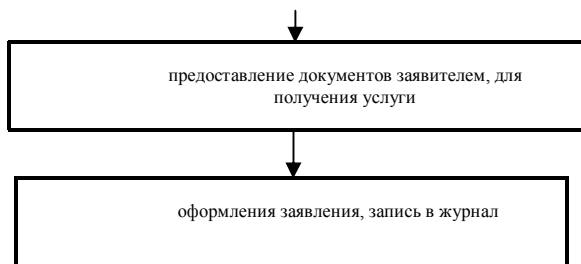 предоставление документов заявителем, для
получения услуги
оформления заявления, запись в журнал